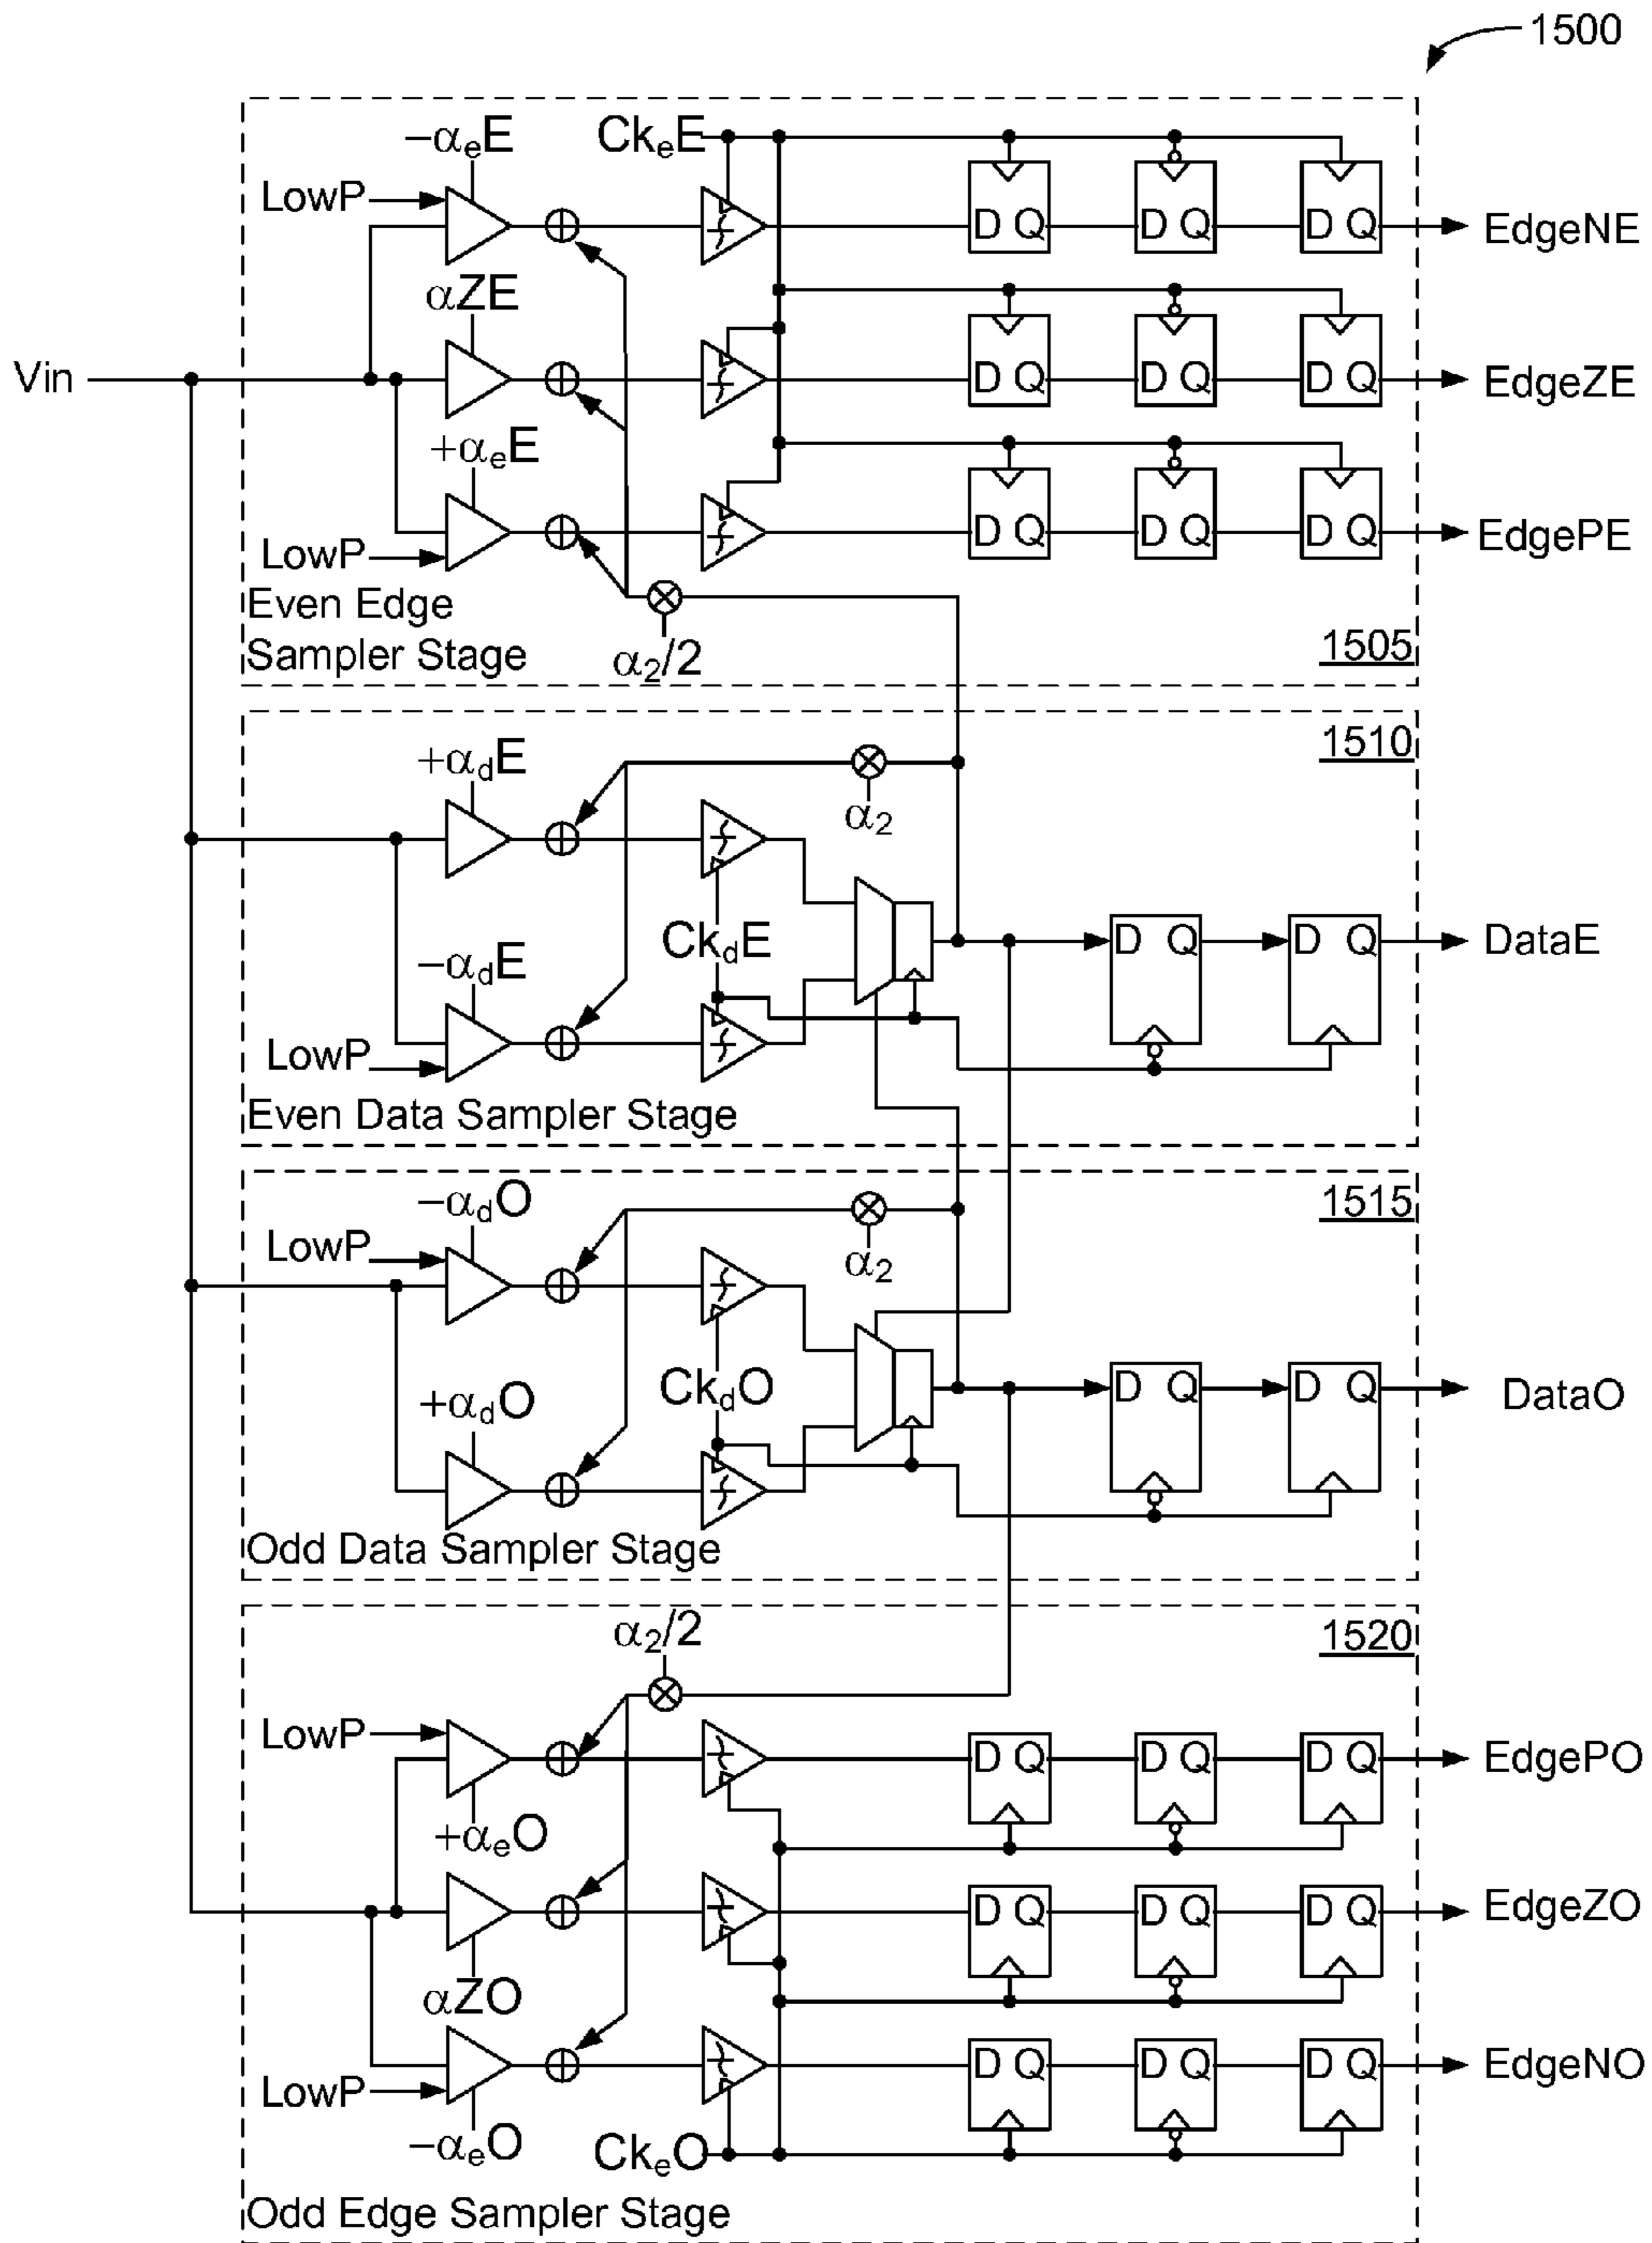 1500
−αeE
CkeE
LowP
D Q
D Q
D Q
EdgeNE
αZE
Vin
D Q
D Q
D Q
EdgeZE
+αeE
D Q
D Q
D Q
EdgePE
LowP
Even Edge
Sampler Stage
α2/2
1505
1510
+αdE
α2
CkdE
D Q
D Q
DataE
−αdE
LowP
Even Data Sampler Stage
1515
−αdO
LowP
α2
CkdO
D Q
D Q
DataO
+αdO
Odd Data Sampler Stage
1520
α2/2
LowP
D Q
D Q
D Q
EdgePO
+αeO
D Q
D Q
D Q
EdgeZO
αZO
D Q
D Q
D Q
EdgeNO
LowP
−αeO
CkeO
Odd Edge Sampler Stage